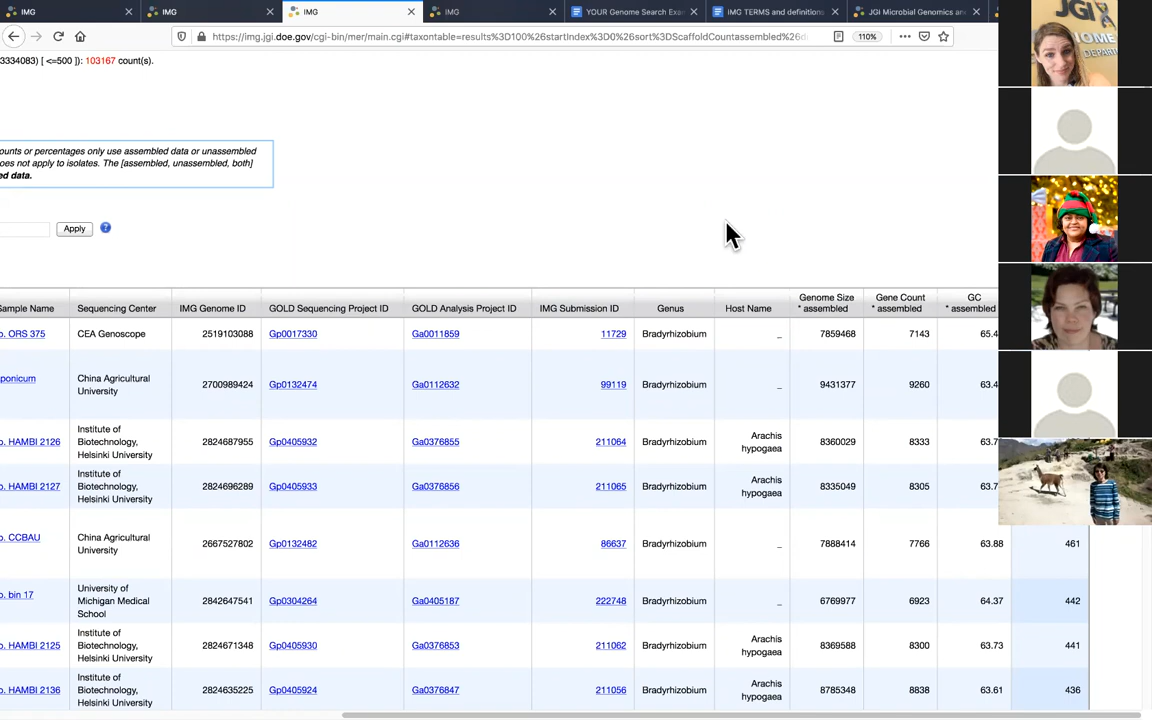 IMG × IMG × IMG × IMG × YOUR Genome Search Exa × IMG TERMS and definitions × JGI Microbial Genomics an ×
https://img.jgi.doe.gov/cgi-bin/mer/main.cgi#taxontable=results%3D100%26startIndex%3D0%26sort%3DScaffoldCountassembled%26d 110%
3334083) [ <=500 ]): 103167 count(s).
ounts or percentages only use assembled data or unassembled
oes not apply to isolates. The [assembled, unassembled, both]
ed data.
Apply ?
Sample Name Sequencing Center IMG Genome ID GOLD Sequencing Project ID GOLD Analysis Project ID IMG Submission ID Genus Host Name Genome Size * assembled Gene Count * assembled GC * assembled
o. ORS 375 CEA Genoscope 2519103088 Gp0017330 Ga0011859 11729 Bradyrhizobium _ 7859468 7143 65.4
ponicum China Agricultural University 2700989424 Gp0132474 Ga0112632 99119 Bradyrhizobium _ 9431377 9260 63.4
o. HAMBI 2126 Institute of Biotechnology, Helsinki University 2824687955 Gp0405932 Ga0376855 211064 Bradyrhizobium Arachis hypogaea 8360029 8333 63.7
o. HAMBI 2127 Institute of Biotechnology, Helsinki University 2824696289 Gp0405933 Ga0376856 211065 Bradyrhizobium Arachis hypogaea 8335049 8305 63.7
o. CCBAU China Agricultural University 2667527802 Gp0132482 Ga0112636 86637 Bradyrhizobium _ 7888414 7766 63.88 461
o. bin 17 University of Michigan Medical School 2842647541 Gp0304264 Ga0405187 222748 Bradyrhizobium _ 6769977 6923 64.37 442
o. HAMBI 2125 Institute of Biotechnology, Helsinki University 2824671348 Gp0405930 Ga0376853 211062 Bradyrhizobium Arachis hypogaea 8369588 8300 63.73 441
o. HAMBI 2136 Institute of Biotechnology, Helsinki University 2824635225 Gp0405924 Ga0376847 211056 Bradyrhizobium Arachis hypogaea 8785348 8838 63.61 436
JGI